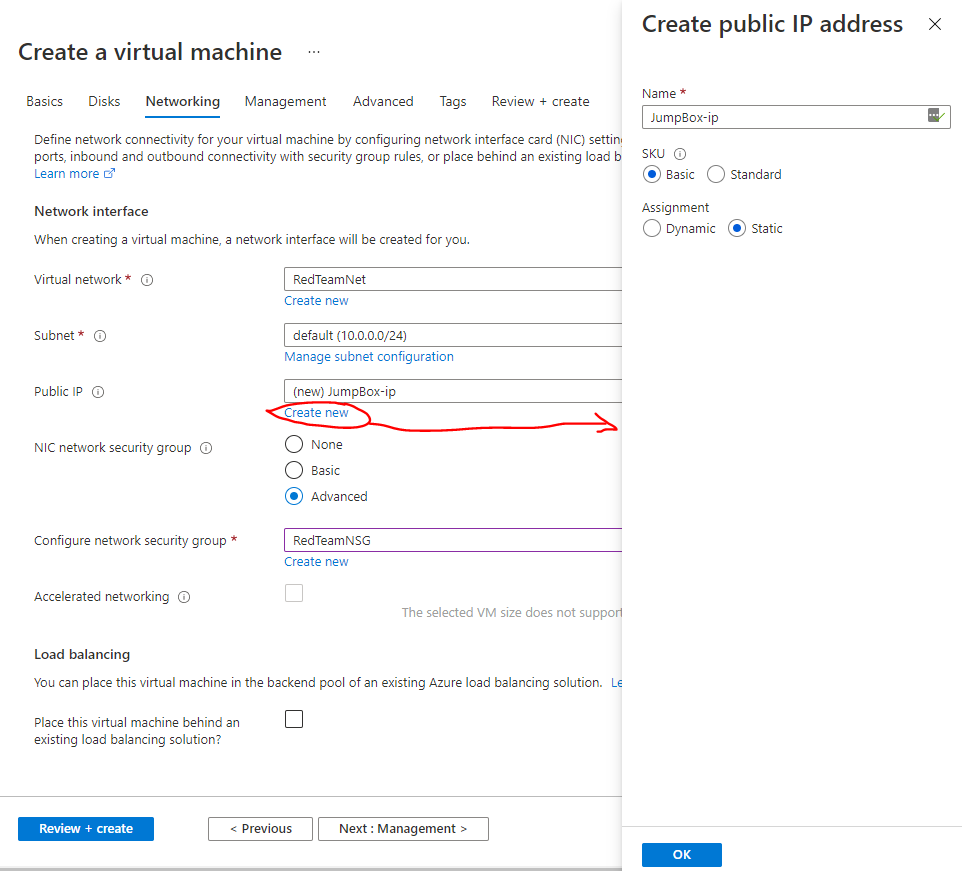 Create a virtual machine
...
Basics Disks Networking Management Advanced Tags Review + create
Define network connectivity for your virtual machine by configuring network interface card (NIC) settin
ports, inbound and outbound connectivity with security group rules, or place behind an existing load b
Learn more
Network interface
When creating a virtual machine, a network interface will be created for you.
Virtual network *
RedTeamNet
Create new
Subnet *
default (10.0.0.0/24)
Manage subnet configuration
Public IP
(new) JumpBox-ip
Create new
NIC network security group
None
Basic
Advanced
Configure network security group *
RedTeamNSG
Create new
Accelerated networking
The selected VM size does not support
Load balancing
You can place this virtual machine in the backend pool of an existing Azure load balancing solution. Le
Place this virtual machine behind an
existing load balancing solution?
Review + create
< Previous
Next : Management >
Create public IP address
Name *
JumpBox-ip
SKU
Basic Standard
Assignment
Dynamic Static
OK